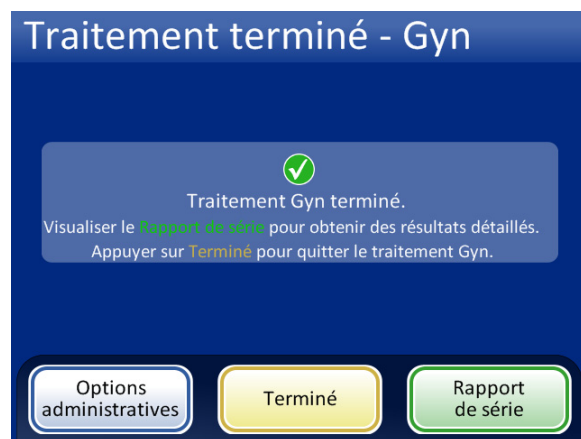 Traitement terminé - Gyn
Traitement Gyn terminé.
Visualiser le Rapport de série pour obtenir des résultats détaillés.
Appuyer sur Terminé pour quitter le traitement Gyn.
Options
administratives
Terminé
Rapport
de série